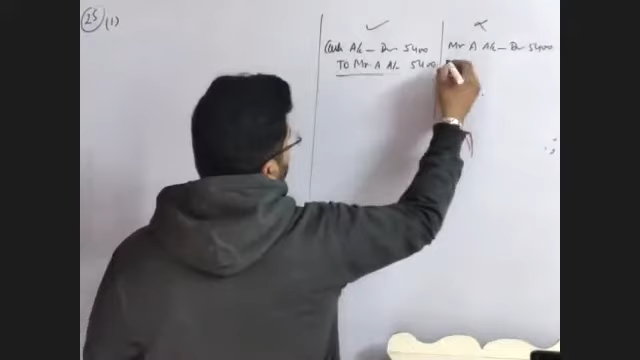 25 (1)
✓
Cash A/c — Dr 5400
To Mr. A A/c 5400
×
Mr A A/c — Dr 5400